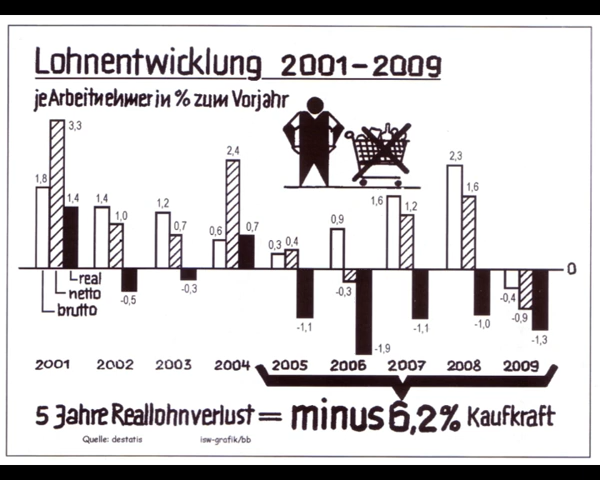 Lohnentwicklung 2001-2009
je Arbeitnehmer in % zum Vorjahr
1,8 3,3 1,4
1,4 1,0 -0,5
1,2 0,7 -0,3
0,6 2,4 0,7
0,3 0,4 -1,1
0,9 -0,3 -1,9
1,6 1,2 -1,1
2,3 1,6 -1,0
-0,4 -0,9 -1,3
0
real
netto
brutto
2001 2002 2003 2004 2005 2006 2007 2008 2009
5 Jahre Reallohnverlust = minus 6,2% Kaufkraft
Quelle: destatis isw-grafik/bb